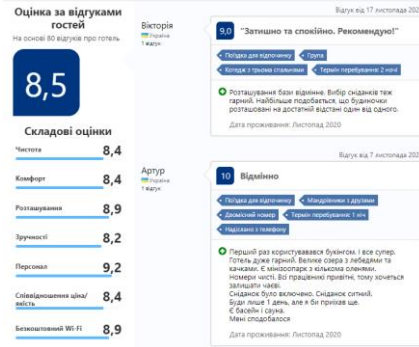 Оцінка за відгуками
гостей
На основі 80 відгуків про готель
8,5
Складові оцінки
Чистота
8,4
Комфорт
8,4
Розташування
8,9
Зручності
8,2
Персонал
9,2
Співвідношення ціна/
якість
8,4
Безкоштовний Wi-Fi
8,9
Вікторія
Україна
1 відгук
Відгук від 17 листопада 202
9,0 "Затишно та спокійно. Рекомендую!"
• Поїздка для відпочинку • Група
• Котедж з трьома спальнями • Термін перебування: 2 ночі
Розташування бази відмінне. Вибір сніданків теж
гарний. Найбільше подобається, що будиночки
розташовані на достатній відстані один від одного.
Дата проживання: Листопад 2020
Артур
Україна
1 відгук
Відгук від 7 листопада 202
10 Відмінно
• Поїздка для відпочинку • Мандрівники з друзями
• Двомісний номер • Термін перебування: 1 ніч
• Надіслано з телефону
Перший раз користувався букінгом. І все супер.
Готель дуже гарний. Велике озеро з лебедями та
качками. Є мінізоопарк з кількома оленями.
Номери чисті. Всі працівникі привітні, тому хочеться
залишати чаєві.
Сніданок було включено. Сніданок ситний.
Буди лише 1 день, але я би приїхав ще.
Є басейн і сауна.
Мені сподобалося
Дата проживання: Листопад 2020